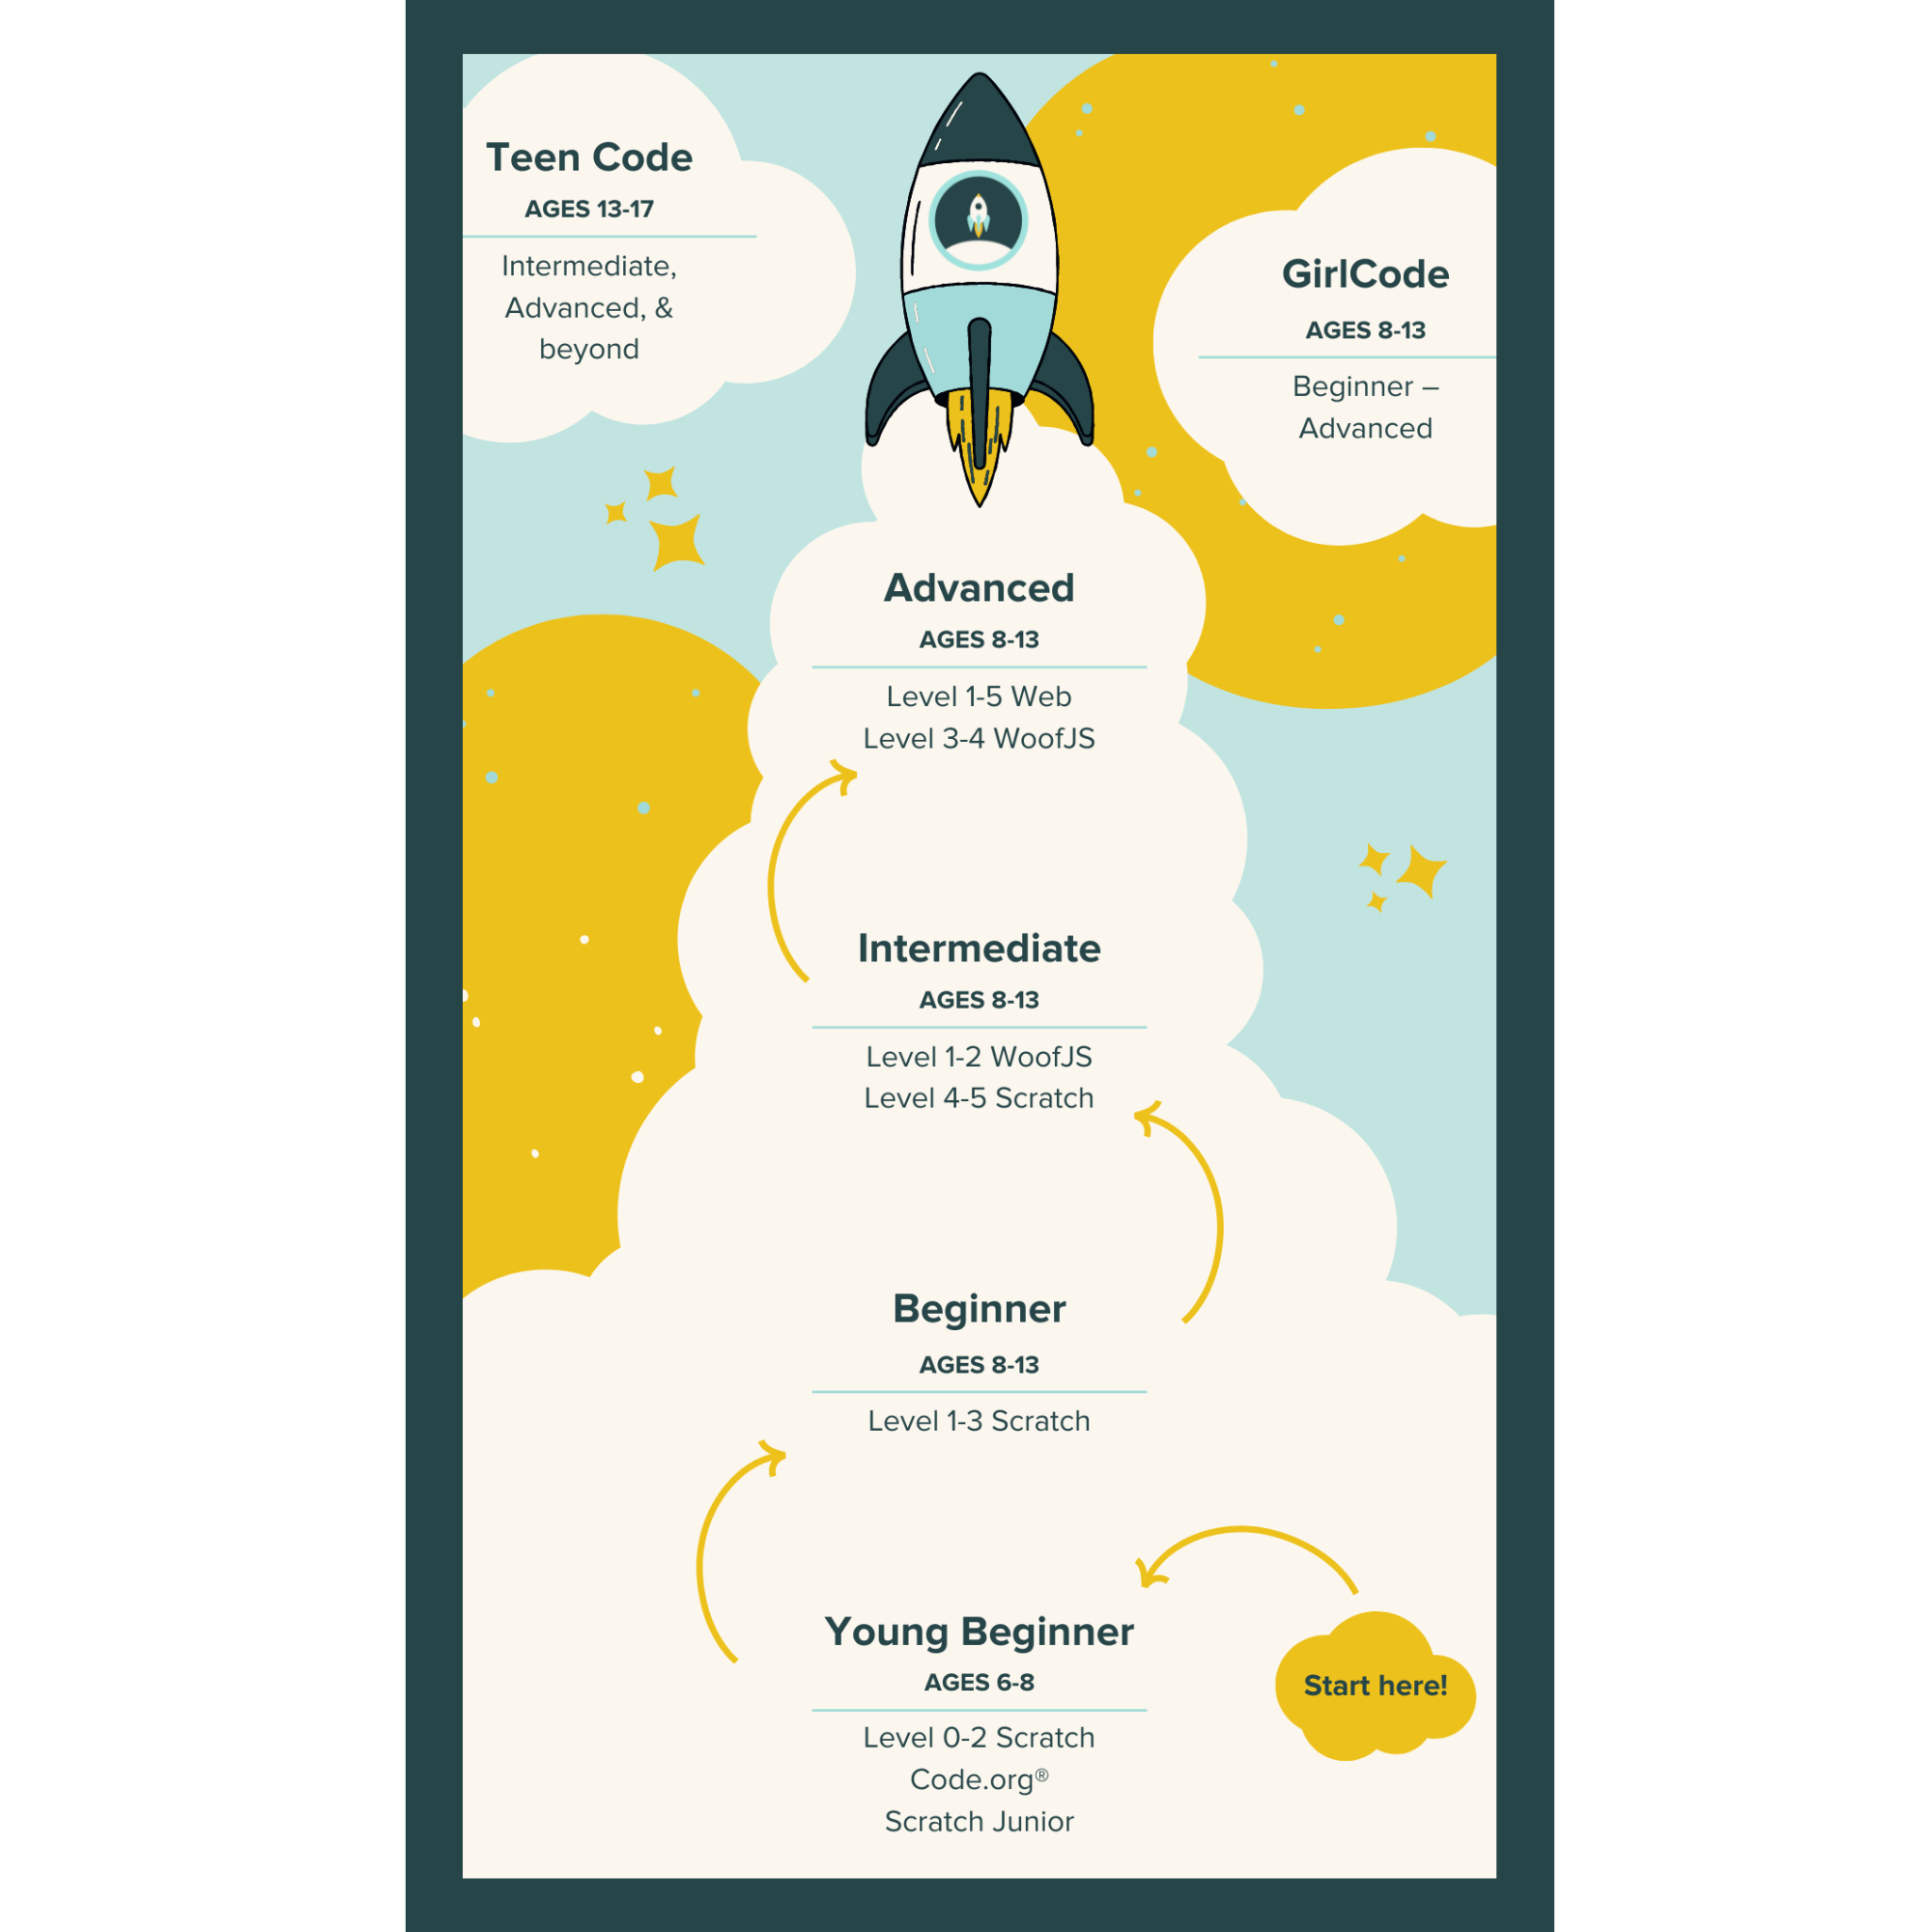 Teen Code
AGES 13-17
Intermediate,
Advanced, &
beyond
GirlCode
AGES 8-13
Beginner –
Advanced
Advanced
AGES 8-13
Level 1-5 Web
Level 3-4 WoofJS
Intermediate
AGES 8-13
Level 1-2 WoofJS
Level 4-5 Scratch
Beginner
AGES 8-13
Level 1-3 Scratch
Young Beginner
AGES 6-8
Level 0-2 Scratch
Code.org®
Scratch Junior
Start here!